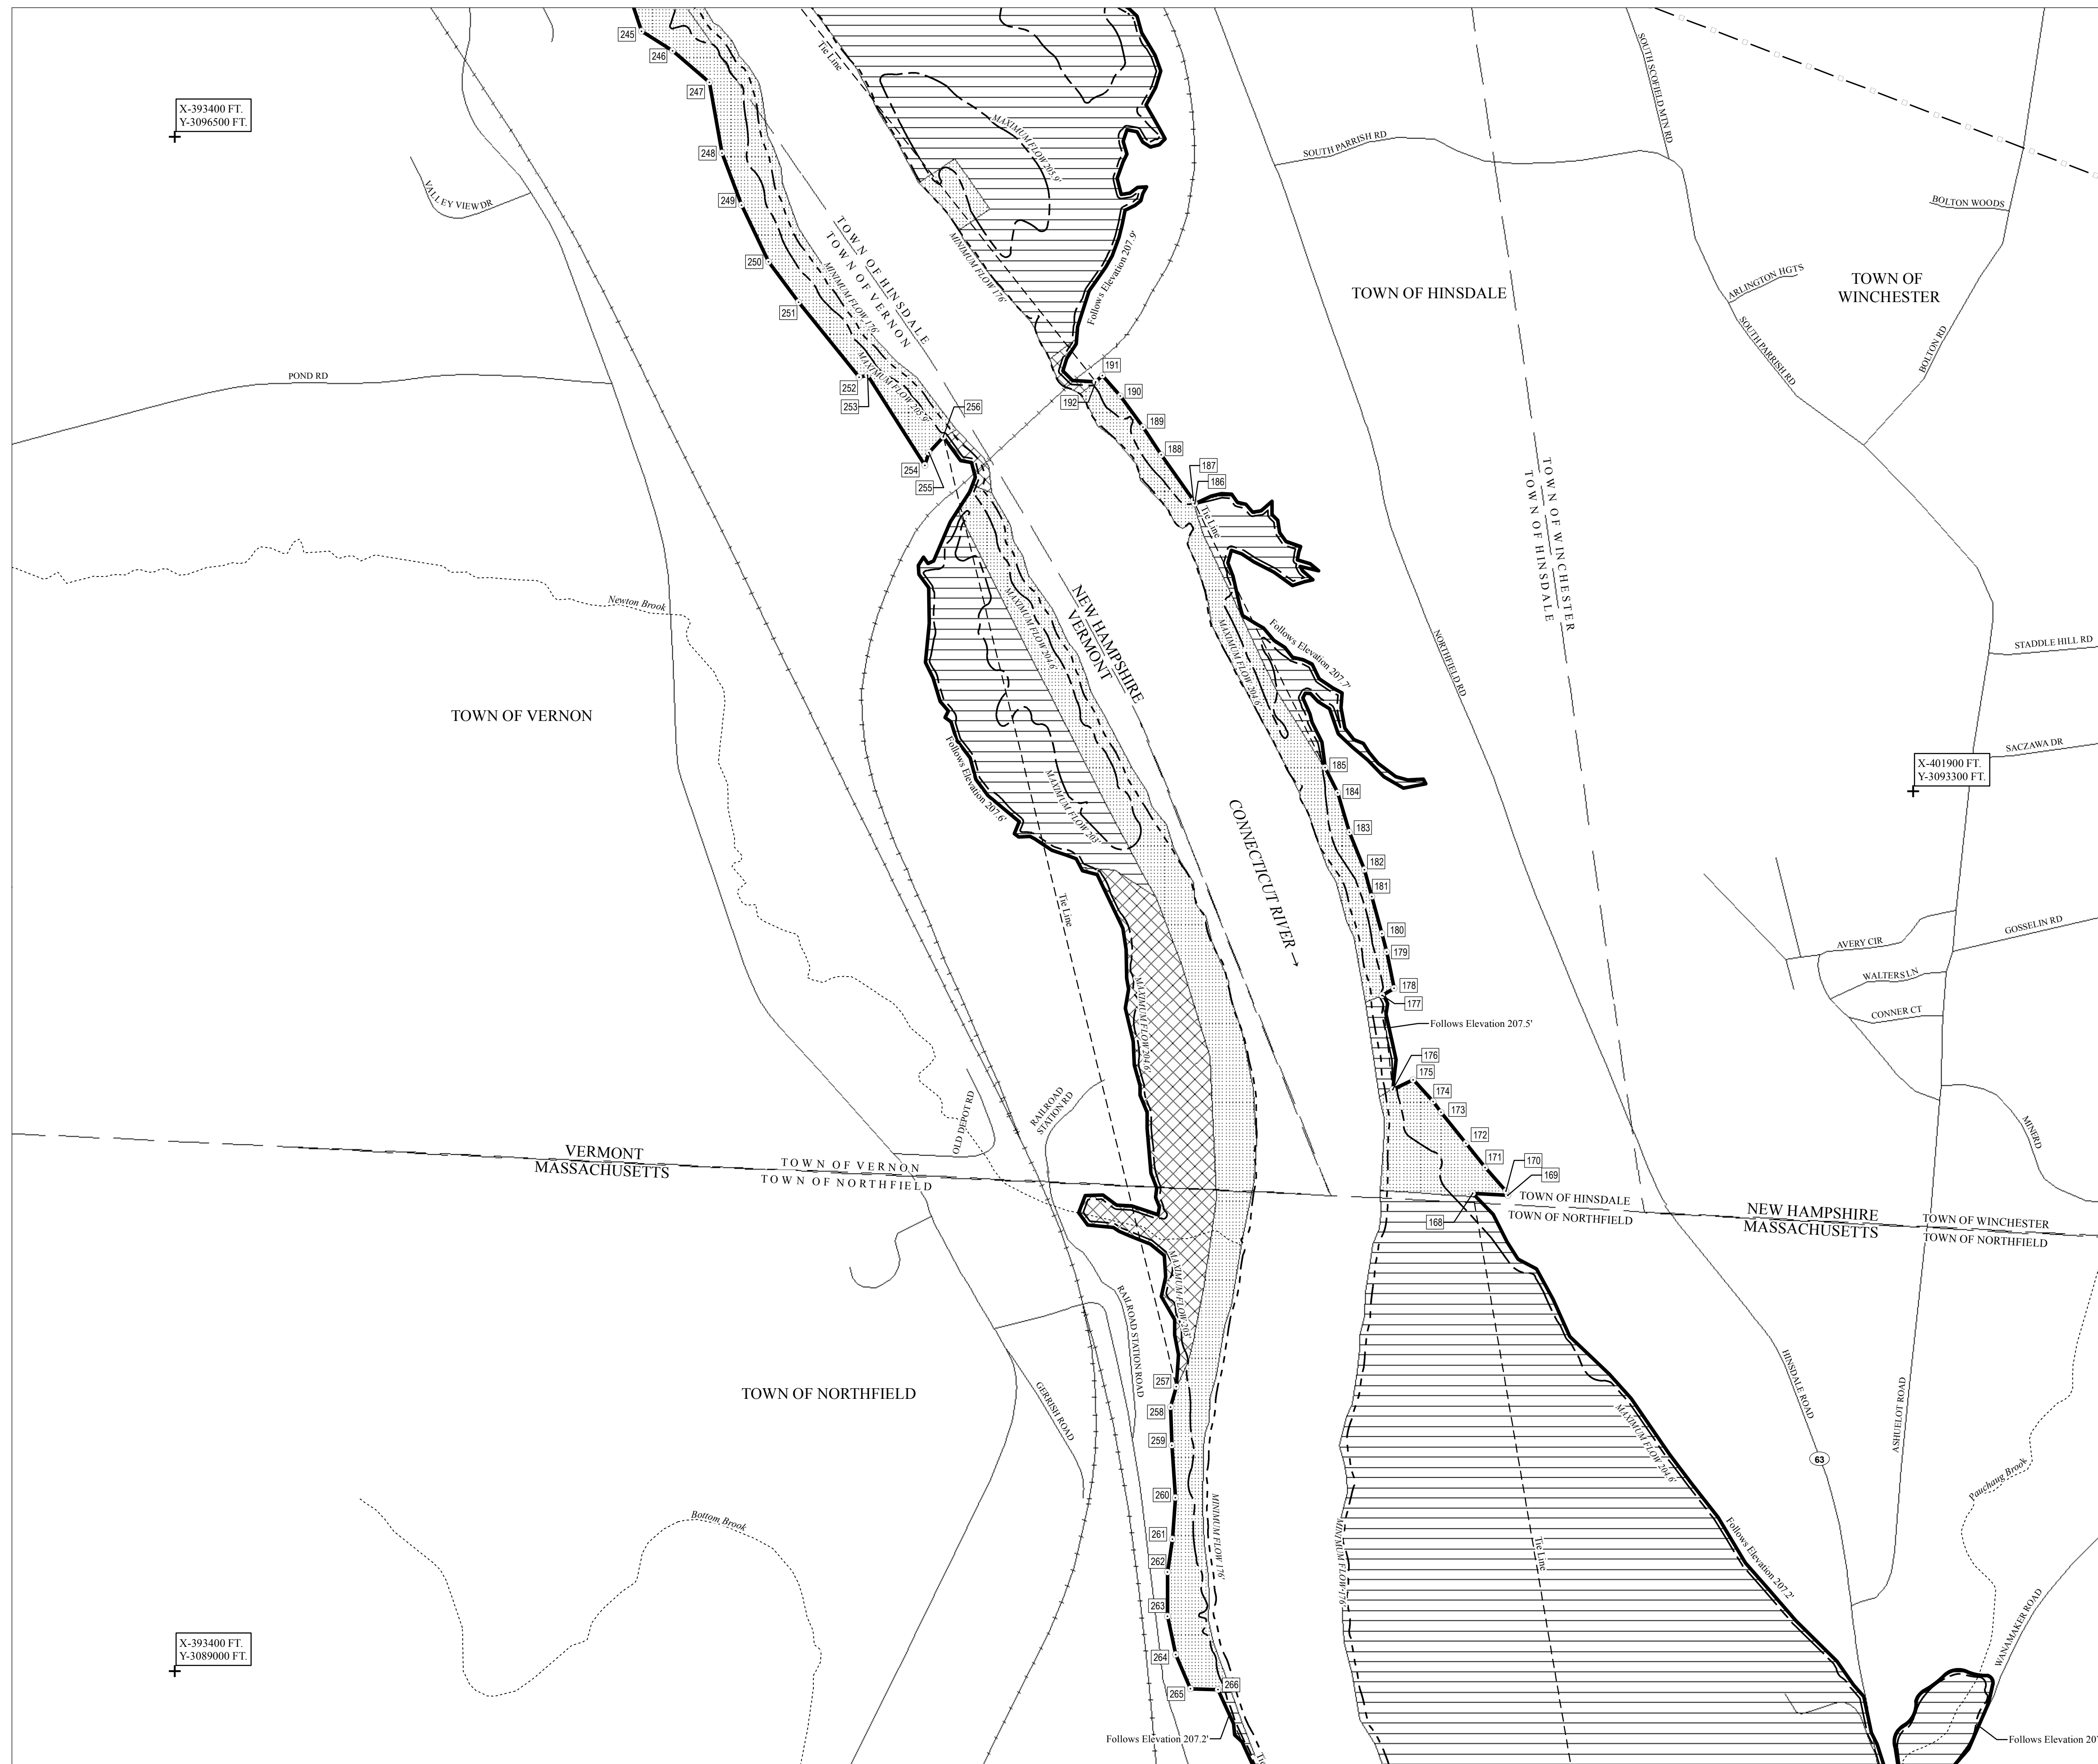 245
246
247
248
249
250
251
252
253
254
255
256
X-393400 FT.
Y-3096500 FT.
VALLEY VIEW DR
POND RD
Tie Line
MAXIMUM FLOW 205.9'
MINIMUM FLOW 176'
Follows Elevation 207.9'
TOWN OF HINSDALE
TOWN OF VERNON
MINIMUM FLOW 176'
MAXIMUM FLOW 205.9'
SOUTH PARRISH RD
SOUTH SCOFIELD MTN RD
BOLTON WOODS
TOWN OF HINSDALE
TOWN OF
WINCHESTER
ARLINGTON HGTS
SOUTH PARRISH RD
BOLTON RD
191
190
192
189
188
187
186
Tie Line
TOWN OF WINCHESTER
TOWN OF HINSDALE
Newton Brook
NEW HAMPSHIRE
VERMONT
MAXIMUM FLOW 204.6'
MAXIMUM FLOW 204.6'
Follows Elevation 207.7'
NORTHFIELD RD
STADDLE HILL RD
SACZAWA DR
TOWN OF VERNON
Follows Elevation 207.6'
MAXIMUM FLOW 203'
X-401900 FT.
Y-3093300 FT.
185
184
183
182
181
180
179
178
177
CONNECTICUT RIVER →
Tie Line
GOSSELIN RD
AVERY CIR
WALTERS LN
CONNER CT
MAXIMUM FLOW 204.6'
Follows Elevation 207.5'
176
175
174
173
172
171
170
169
168
MINERD
OLD DEPOT RD
RAILROAD
STATION RD
VERMONT
MASSACHUSETTS
TOWN OF VERNON
TOWN OF NORTHFIELD
TOWN OF HINSDALE
TOWN OF NORTHFIELD
NEW HAMPSHIRE
MASSACHUSETTS
TOWN OF WINCHESTER
TOWN OF NORTHFIELD
MAXIMUM FLOW 203'
RAILROAD STATION ROAD
GERRISH ROAD
TOWN OF NORTHFIELD
257
258
259
260
261
262
263
264
265
266
HINSDALE ROAD
63
ASHUELOT ROAD
MAXIMUM FLOW 204.6'
Pauchaug Brook
Bottom Brook
MINIMUM FLOW 176'
MINIMUM FLOW 176'
Tie Line
Follows Elevation 207.2'
WANAMAKER ROAD
X-393400 FT.
Y-3089000 FT.
Follows Elevation 207.2'
Follows Elevation 20